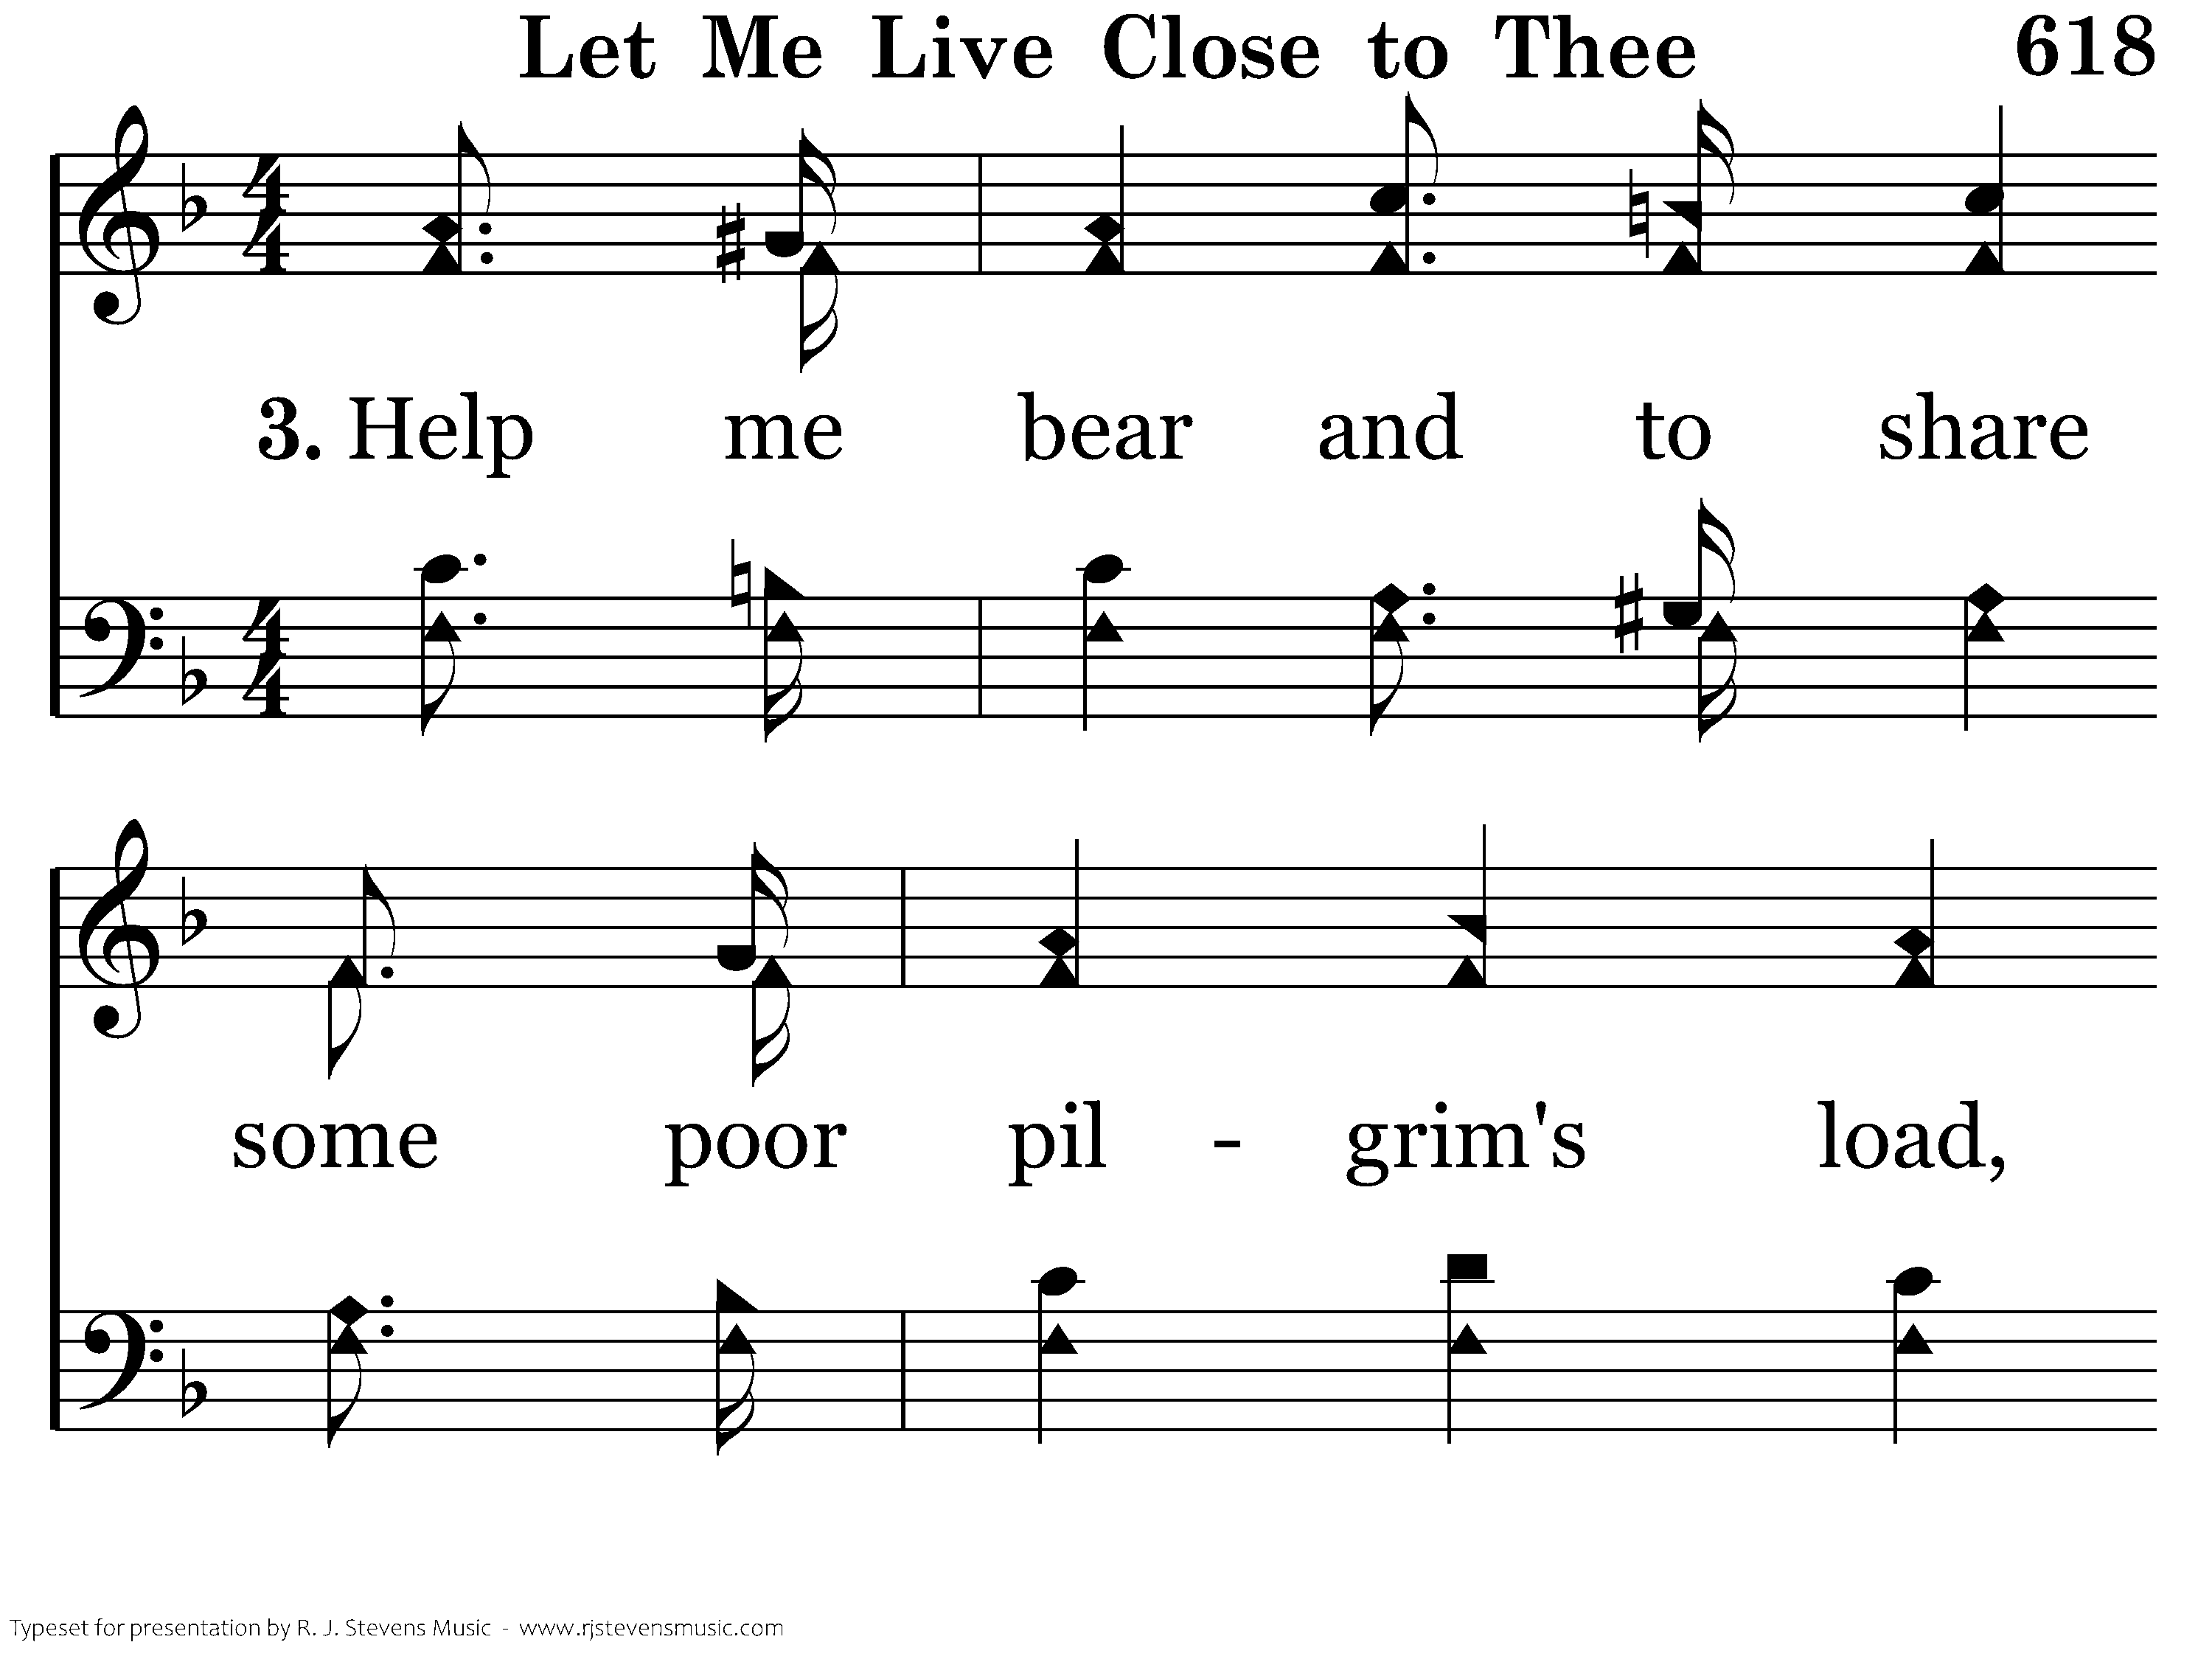 Let Me Live Close to Thee 618
3. Help me bear and to share
some poor pil - grim's load,
Typeset for presentation by R. J. Stevens Music - www.rjstevensmusic.com